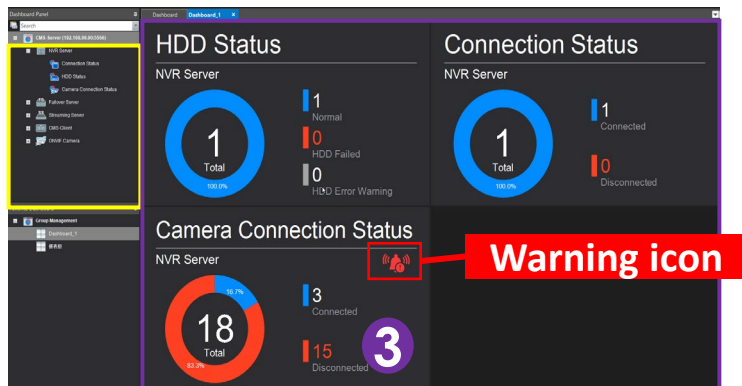 Dashboard Panel
Dashboard Dashboard_1
Search
CMS-Server (192.168.99.80:5566)
NVR Server
Connection Status
HDD Status
Camera Connection Status
Failover Server
Streaming Server
CMS-Client
ONVIF Camera
Group Management
Dashboard_1
HDD Status
NVR Server
1
Total
100.0%
1
Normal
0
HDD Failed
0
HDD Error Warning
Connection Status
NVR Server
1
Total
100.0%
1
Connected
0
Disconnected
Camera Connection Status
NVR Server
16.7%
18
Total
83.3%
3
Connected
15
Disconnected
3
Warning icon